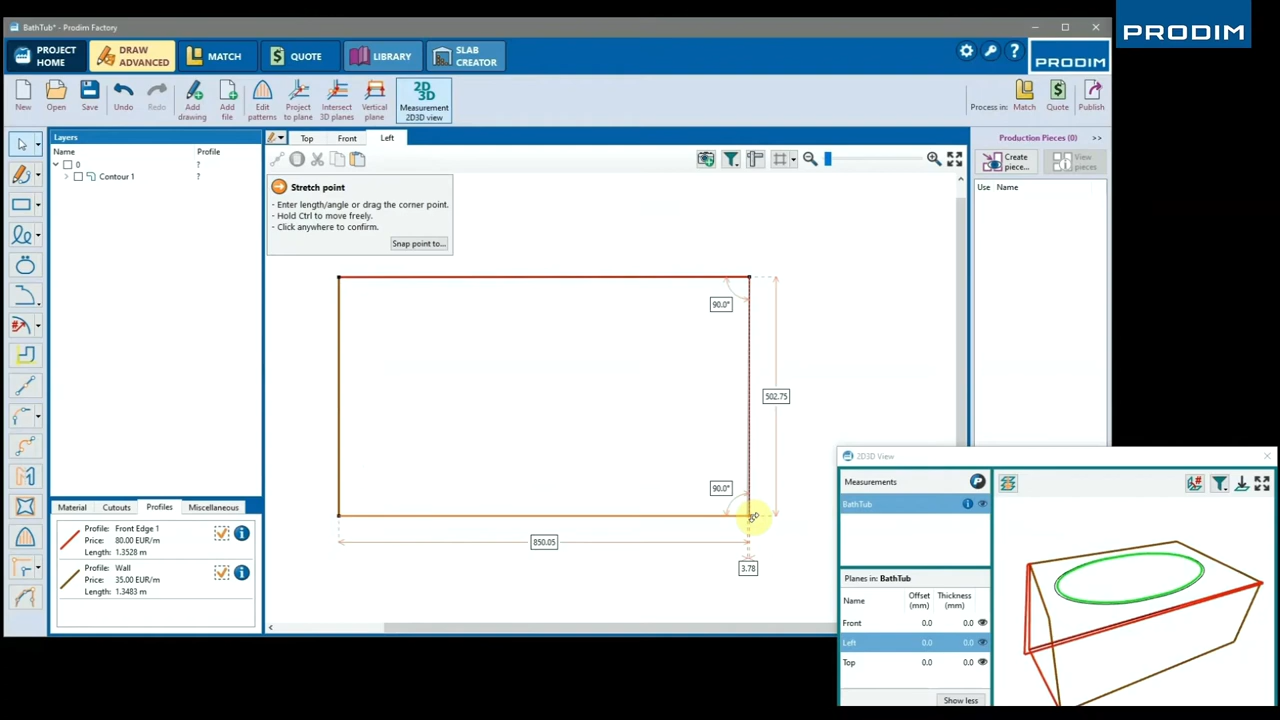 BathTub* - Prodim Factory
PRODIM
PROJECT HOME
DRAW ADVANCED
MATCH
QUOTE
LIBRARY
SLAB CREATOR
PRODIM
New
Open
Save
Undo
Redo
Add drawing
Add file
Edit patterns
Project to plane
Intersect 3D planes
Vertical plane
2D 3D
Measurement 2D3D view
Process in:
Match
Quote
Publish
Layers
Name Profile
0 ?
Contour 1 ?
Top
Front
Left
Production Pieces (0) >>
Create piece...
View pieces
Use Name
Stretch point
- Enter length/angle or drag the corner point.
- Hold Ctrl to move freely.
- Click anywhere to confirm.
Snap point to...
90.0°
502.75
90.0°
850.05
3.78
Material
Cutouts
Profiles
Miscellaneous
Profile: Front Edge 1
Price: 80.00 EUR/m
Length: 1.3528 m
Profile: Wall
Price: 35.00 EUR/m
Length: 1.3483 m
2D3D View
Measurements
BathTub
Planes in: BathTub
Name Offset (mm) Thickness (mm)
Front 0.0 0.0
Left 0.0 0.0
Top 0.0 0.0
Show less